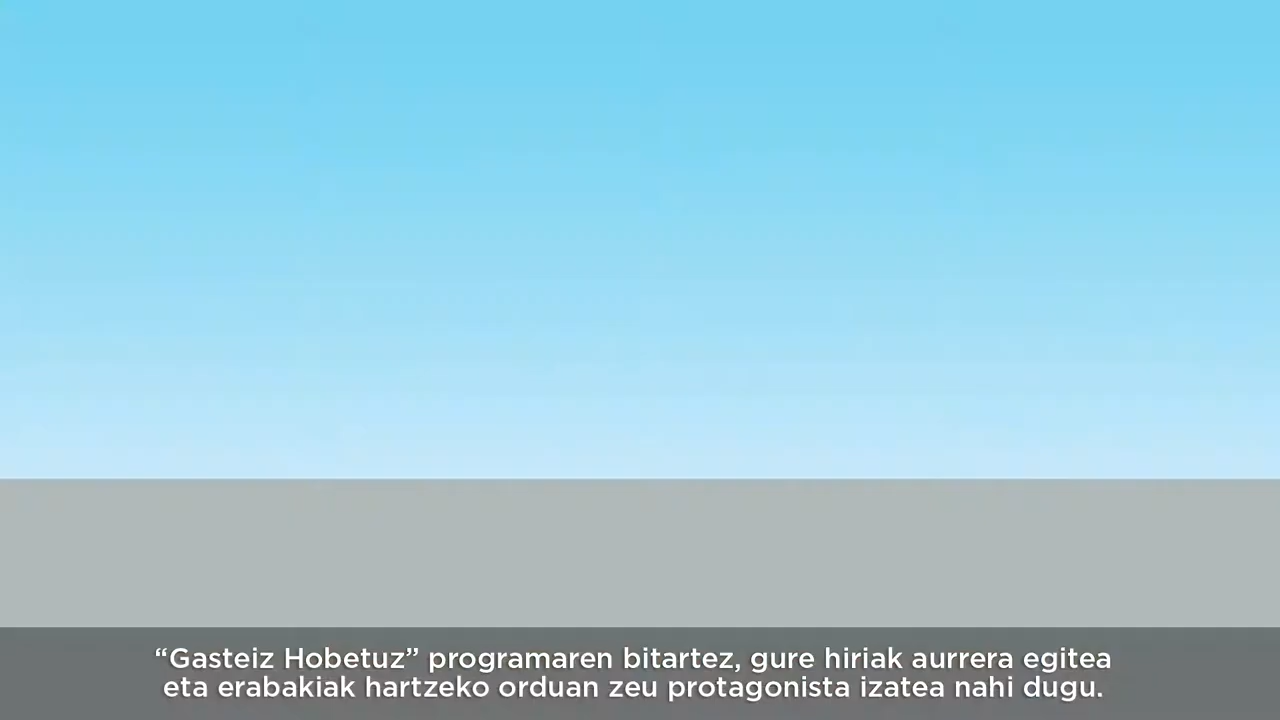 “Gasteiz Hobetuz” programaren bitartez, gure hiriak aurrera egitea
eta erabakiak hartzeko orduan zeu protagonista izatea nahi dugu.